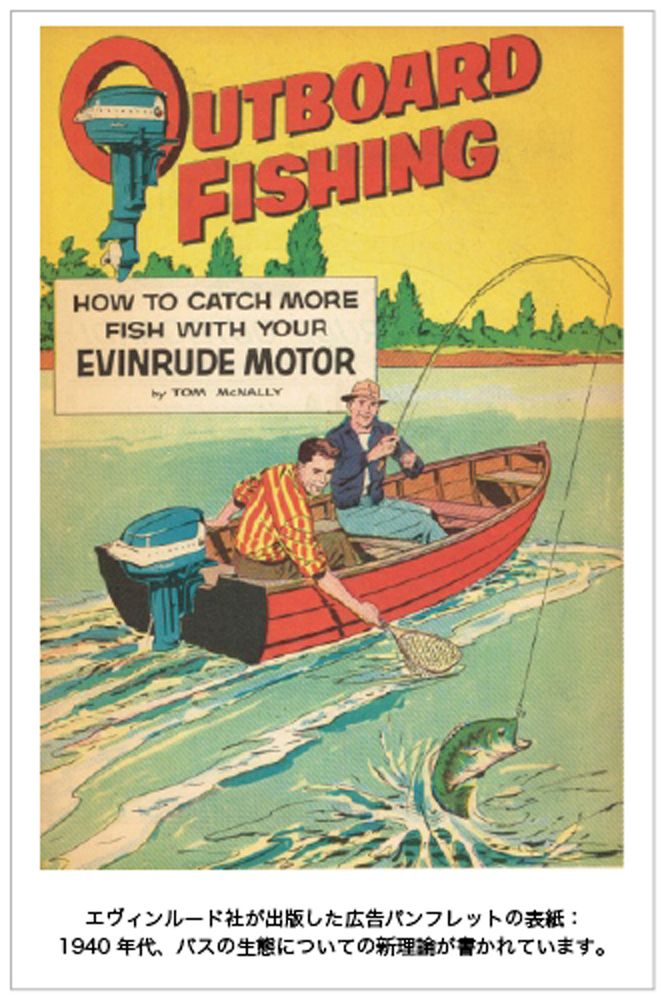 OUTBOARD
FISHING
HOW TO CATCH MORE
FISH WITH YOUR
EVINRUDE MOTOR
by TOM McNALLY
エヴィンルード社が出版した広告パンフレットの表紙：
1940 年代、バスの生態についての新理論が書かれています。